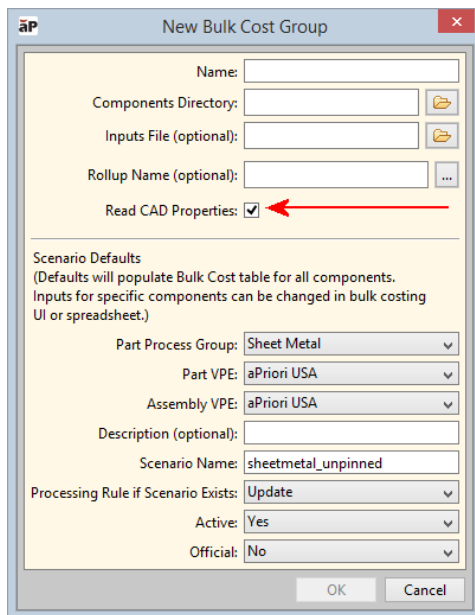 aP
New Bulk Cost Group
Name:
Components Directory:
Inputs File (optional):
Rollup Name (optional):
...
Read CAD Properties:
Scenario Defaults
(Defaults will populate Bulk Cost table for all components.
Inputs for specific components can be changed in bulk costing
UI or spreadsheet.)
Part Process Group: Sheet Metal
Part VPE: aPriori USA
Assembly VPE: aPriori USA
Description (optional):
Scenario Name: sheetmetal_unpinned
Processing Rule if Scenario Exists: Update
Active: Yes
Official: No
OK Cancel